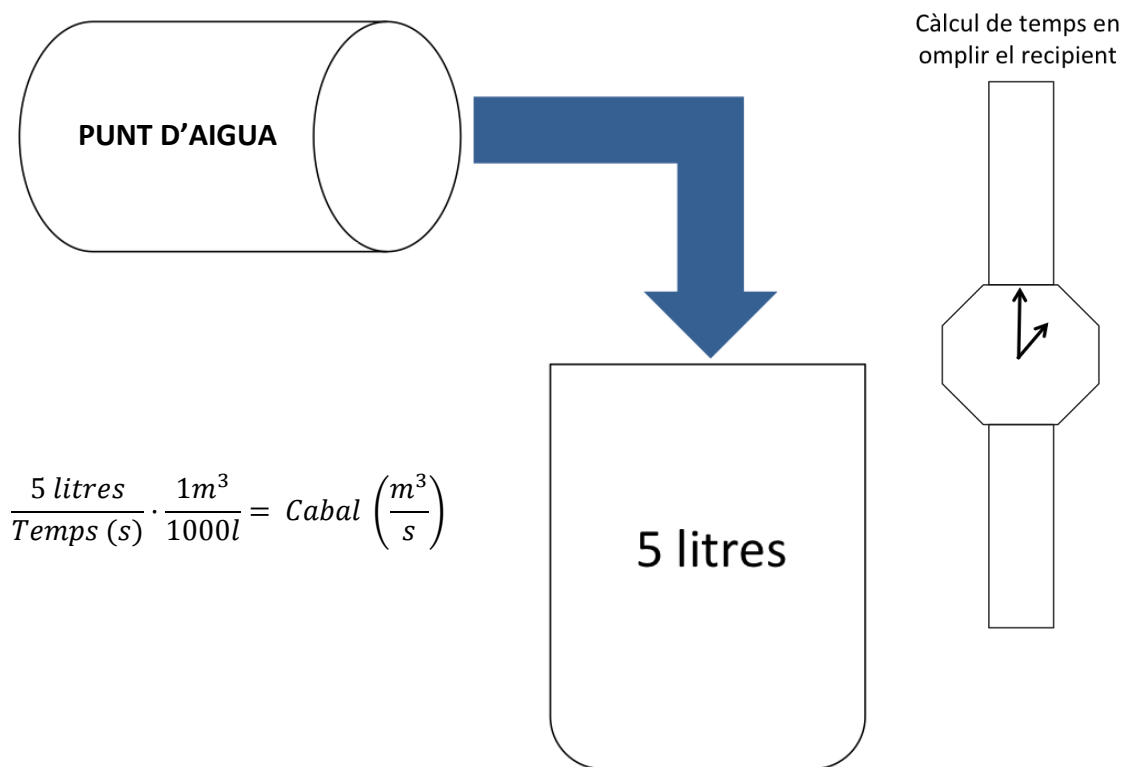 Càlcul de temps en
omplir el recipient
PUNT D’AIGUA
5 litres / Temps (s) · 1m³ / 1000l = Cabal (m³ / s)
5 litres